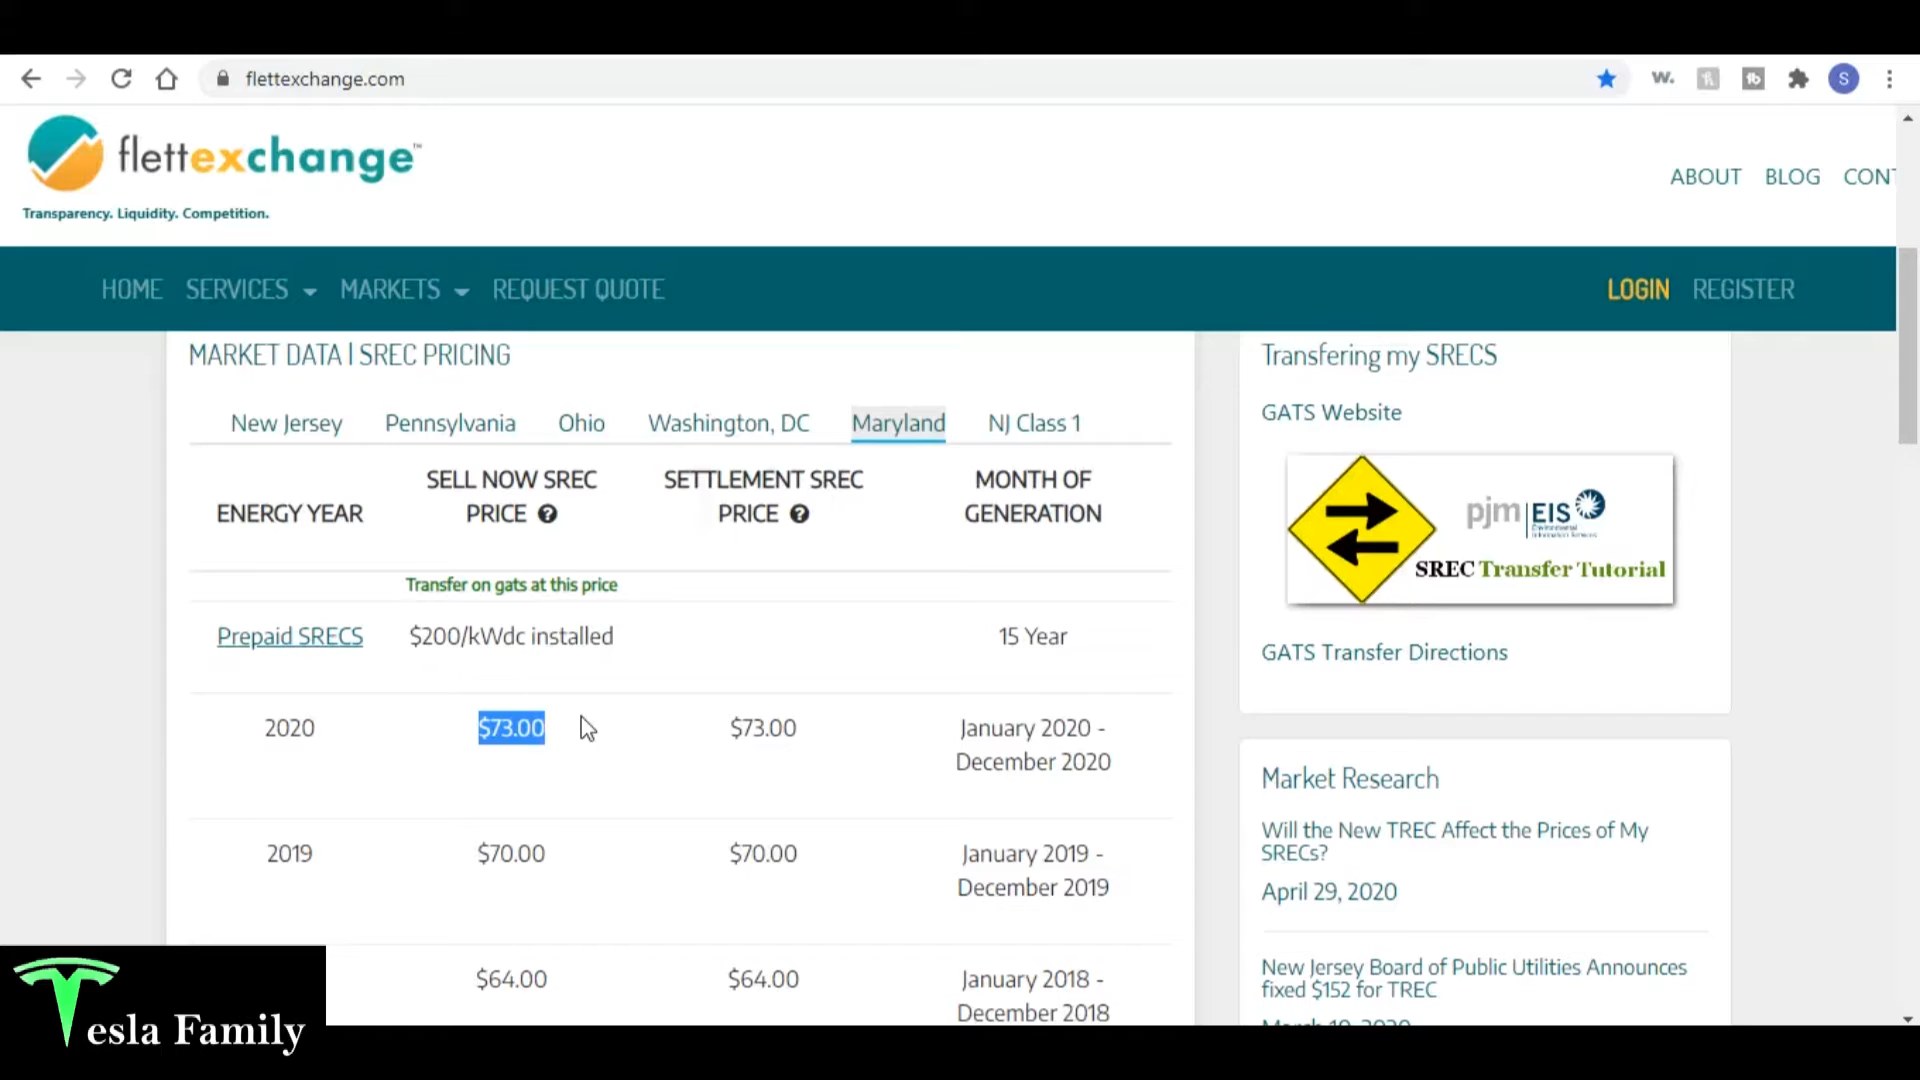 flettexchange.com
W.
S
flettexchange™
Transparency. Liquidity. Competition.
ABOUT BLOG CONT
HOME SERVICES MARKETS REQUEST QUOTE LOGIN REGISTER
MARKET DATA | SREC PRICING
New Jersey Pennsylvania Ohio Washington, DC Maryland NJ Class 1
ENERGY YEAR SELL NOW SREC PRICE ? SETTLEMENT SREC PRICE ? MONTH OF GENERATION
Transfer on gats at this price
Prepaid SRECS $200/kWdc installed 15 Year
2020 $73.00 $73.00 January 2020 -
December 2020
2019 $70.00 $70.00 January 2019 -
December 2019
$64.00 $64.00 January 2018 -
December 2018
Transfering my SRECS
GATS Website
pjm EIS
SREC Transfer Tutorial
GATS Transfer Directions
Market Research
Will the New TREC Affect the Prices of My
SRECs?
April 29, 2020
New Jersey Board of Public Utilities Announces
fixed $152 for TREC
Tesla Family